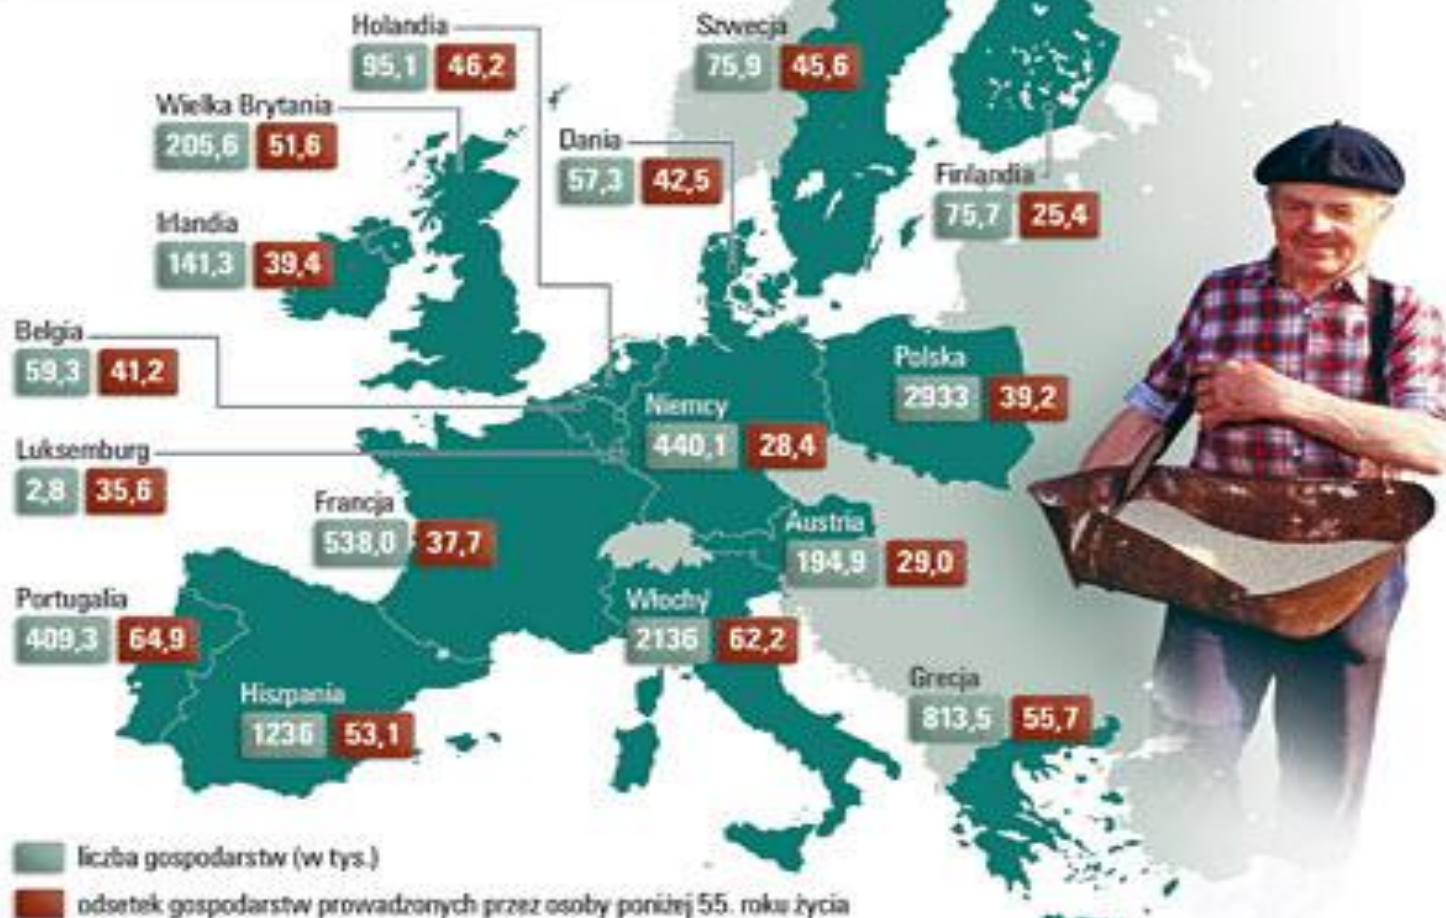 Holandia
95,1 46,2
Szwecja
75,9 45,6
Wielka Brytania
205,6 51,6
Dania
57,3 42,5
Finlandia
75,7 25,4
Irlandia
141,3 39,4
Belgia
59,3 41,2
Polska
2933 39,2
Niemcy
440,1 28,4
Luksemburg
2,8 35,6
Francja
538,0 37,7
Austria
194,9 29,0
Portugalia
409,3 64,9
Włochy
2136 62,2
Hiszpania
1236 53,1
Grecja
813,5 55,7
liczba gospodarstw (w tys.)
odsetek gospodarstw prowadzonych przez osoby poniżej 55. roku życia